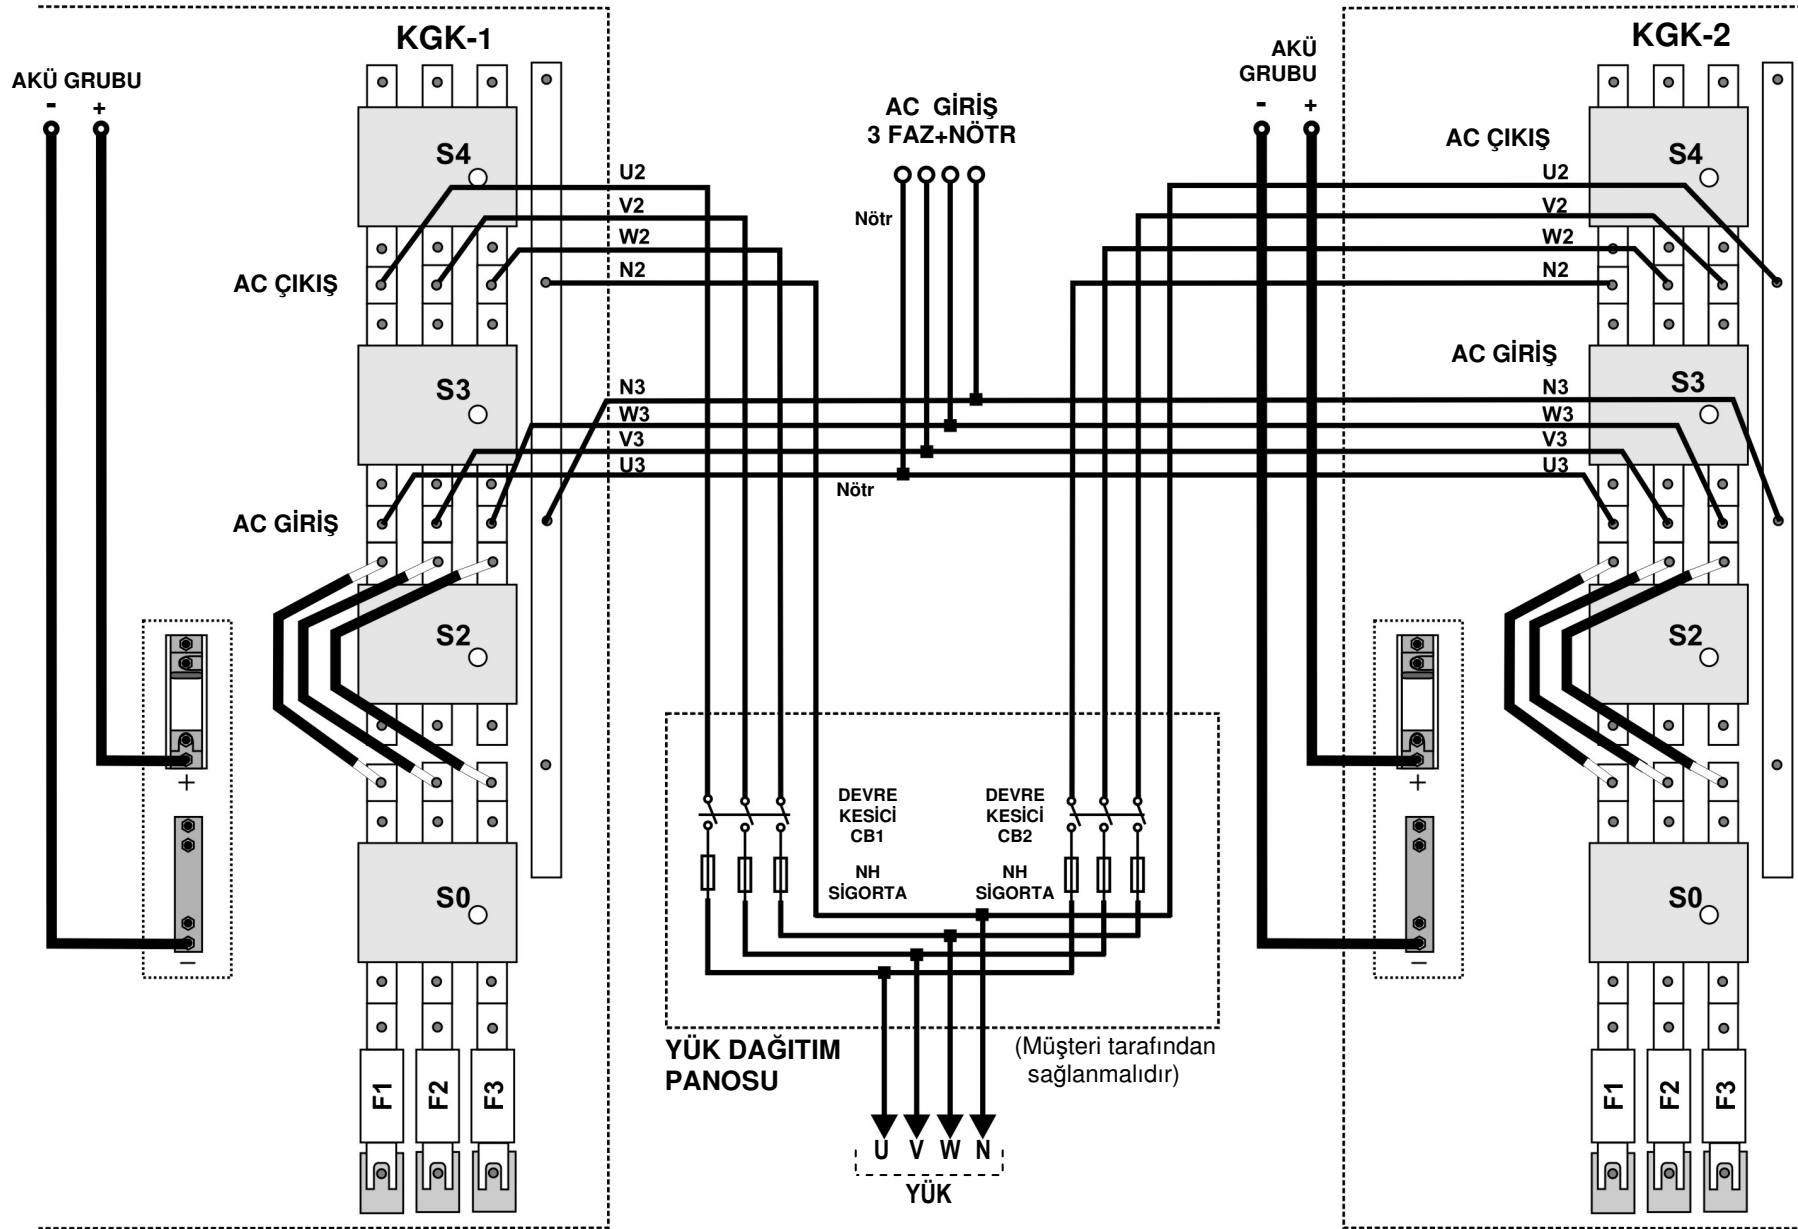 KGK-1
AKÜ GRUBU
- +
S4
AC ÇIKIŞ
S3
AC GİRİŞ
S2
S0
+
–
F1 F2 F3
U2
V2
W2
N2
N3
W3
V3
U3
AC GİRİŞ
3 FAZ+NÖTR
Nötr
Nötr
DEVRE
KESİCİ
CB1
NH
SİGORTA
DEVRE
KESİCİ
CB2
NH
SİGORTA
YÜK DAĞITIM
PANOSU
(Müşteri tarafından
sağlanmalıdır)
U V W N
YÜK
KGK-2
AKÜ
GRUBU
- +
AC ÇIKIŞ
U2
V2
W2
N2
AC GİRİŞ
N3
W3
V3
U3
S4
S3
S2
S0
+
–
F1 F2 F3